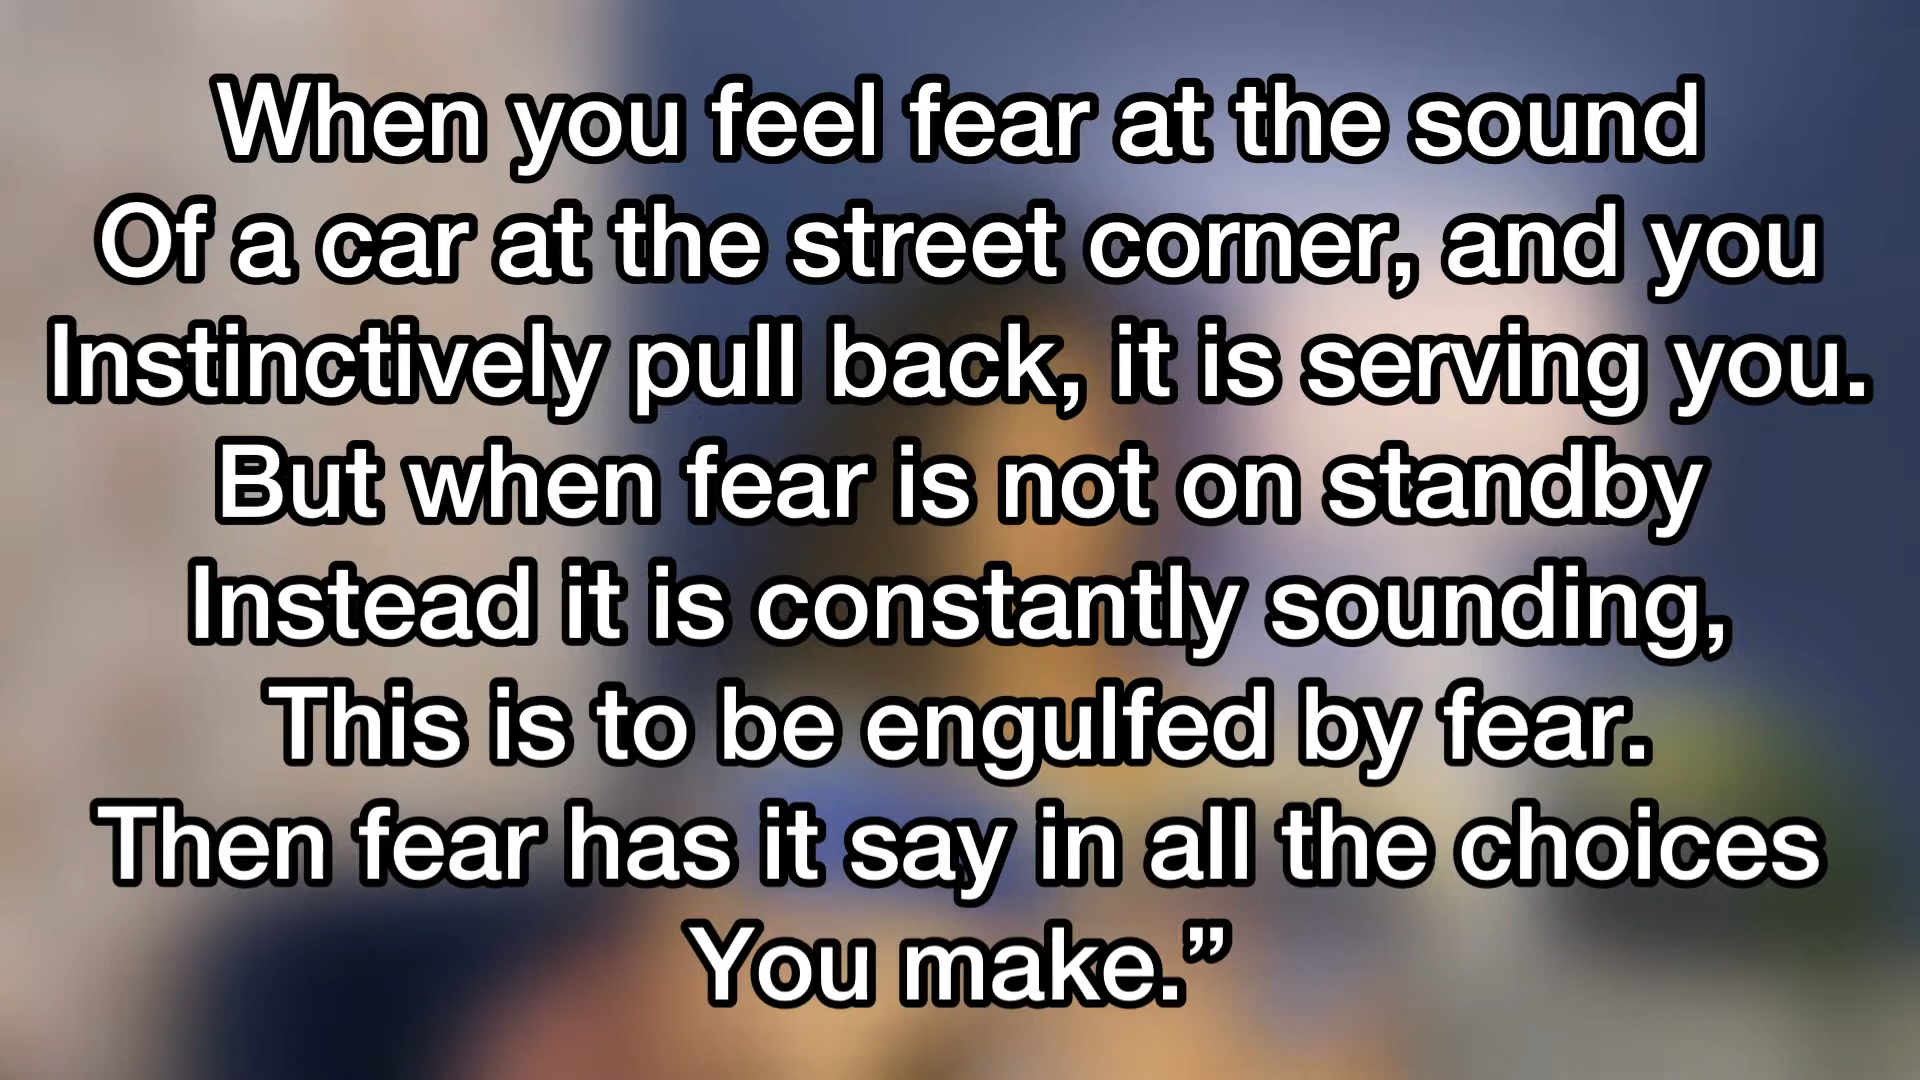 When you feel fear at the sound
Of a car at the street corner, and you
Instinctively pull back, it is serving you.
But when fear is not on standby
Instead it is constantly sounding,
This is to be engulfed by fear.
Then fear has it say in all the choices
You make.”